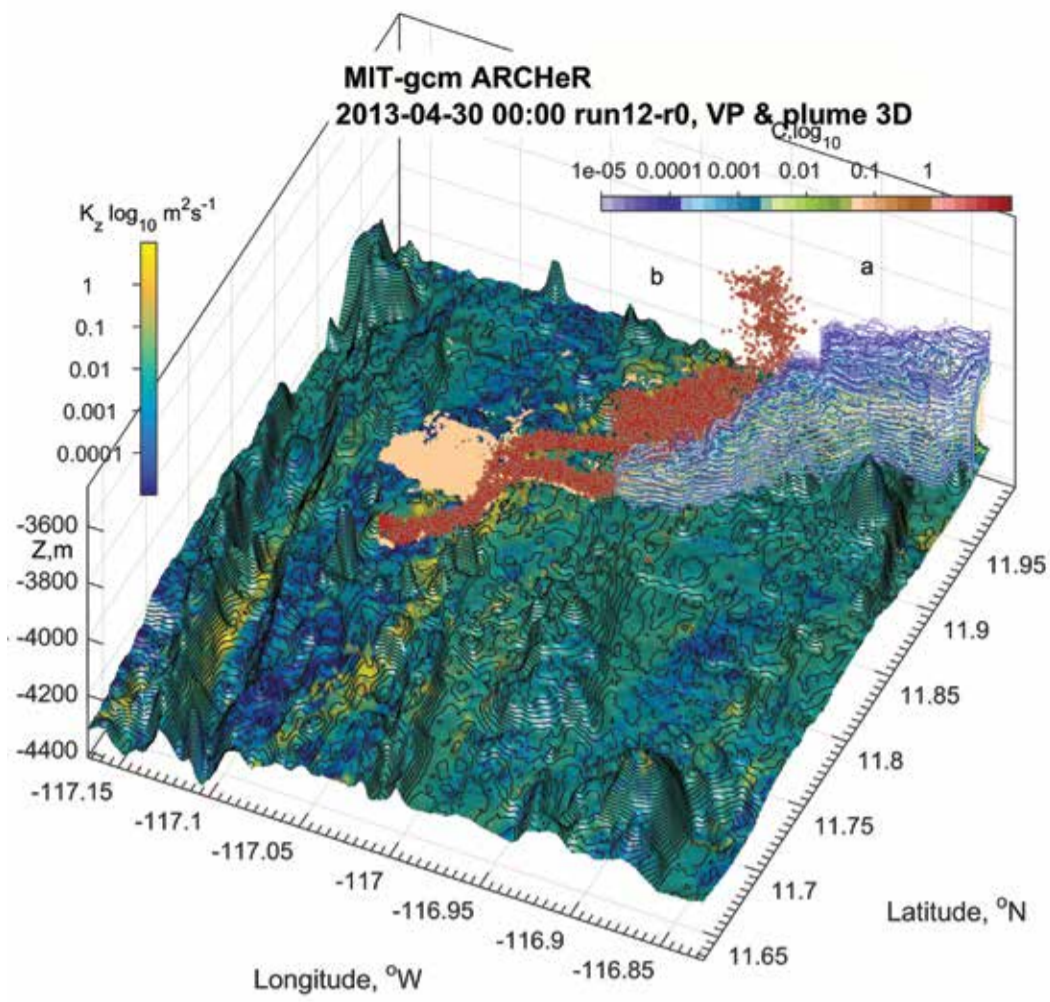 MIT-gcm ARCHeR
2013-04-30 00:00 run12-r0, VP & plume 3D
C,log10
1e-05 0.0001 0.001 0.01 0.1 1
Kz log10 m²s⁻¹
1
0.1
0.01
0.001
0.0001
b
a
-3600
Z,m
-3800
-4000
-4200
-4400
-117.15
-117.1
-117.05
-117
-116.95
-116.9
-116.85
Longitude, °W
11.95
11.9
11.85
11.8
11.75
11.7
11.65
Latitude, °N